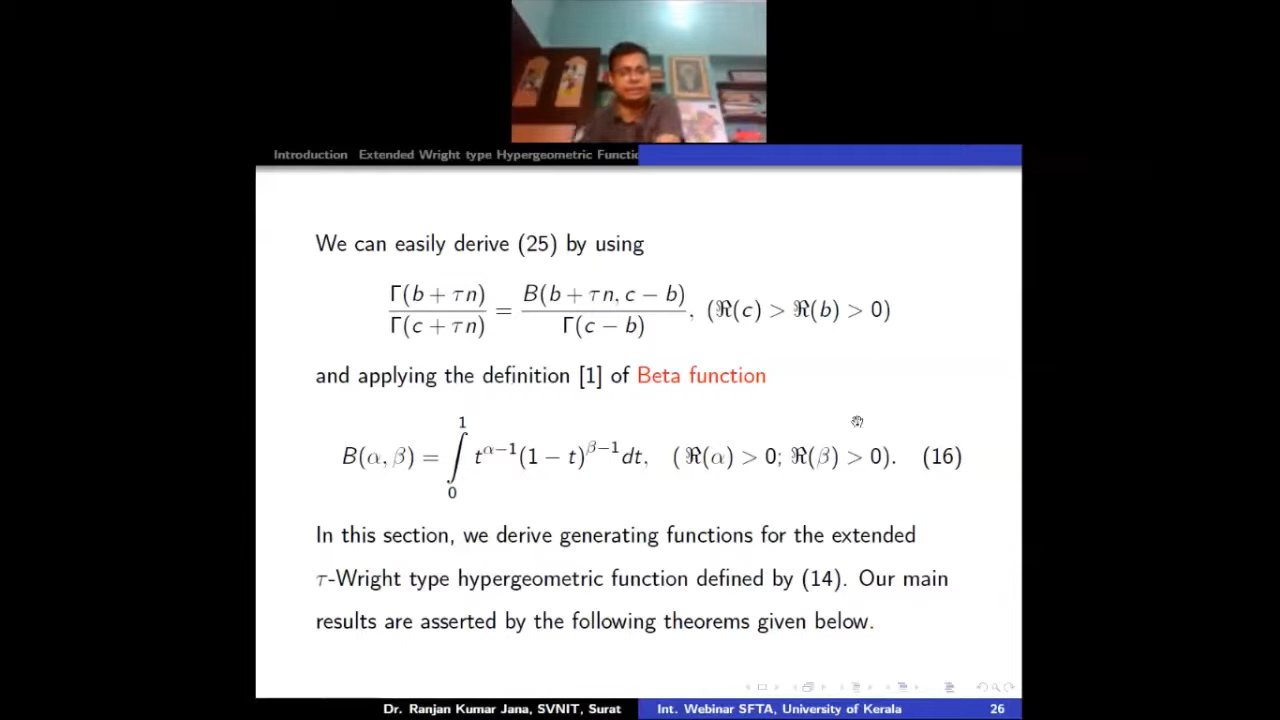 Introduction Extended Wright type Hypergeometric Functi
We can easily derive (25) by using
Γ(b + τn) / Γ(c + τn) = B(b + τn, c − b) / Γ(c − b), (ℜ(c) > ℜ(b) > 0)
and applying the definition [1] of Beta function
B(α, β) = ∫₀¹ t^{α−1}(1 − t)^{β−1}dt, (ℜ(α) > 0; ℜ(β) > 0). (16)
In this section, we derive generating functions for the extended
τ-Wright type hypergeometric function defined by (14). Our main
results are asserted by the following theorems given below.
Dr. Ranjan Kumar Jana, SVNIT, Surat Int. Webinar SFTA, University of Kerala 26